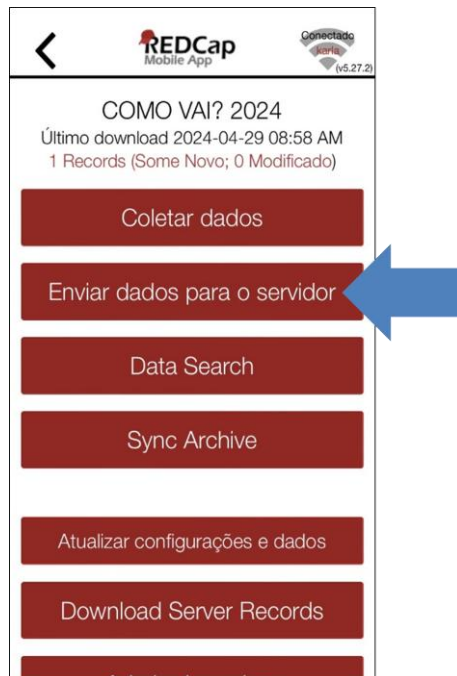 REDCap
Mobile App
Conectado
karla
(v5.27.2)
COMO VAI? 2024
Último download 2024-04-29 08:58 AM
1 Records (Some Novo; 0 Modificado)
Coletar dados
Enviar dados para o servidor
Data Search
Sync Archive
Atualizar configurações e dados
Download Server Records